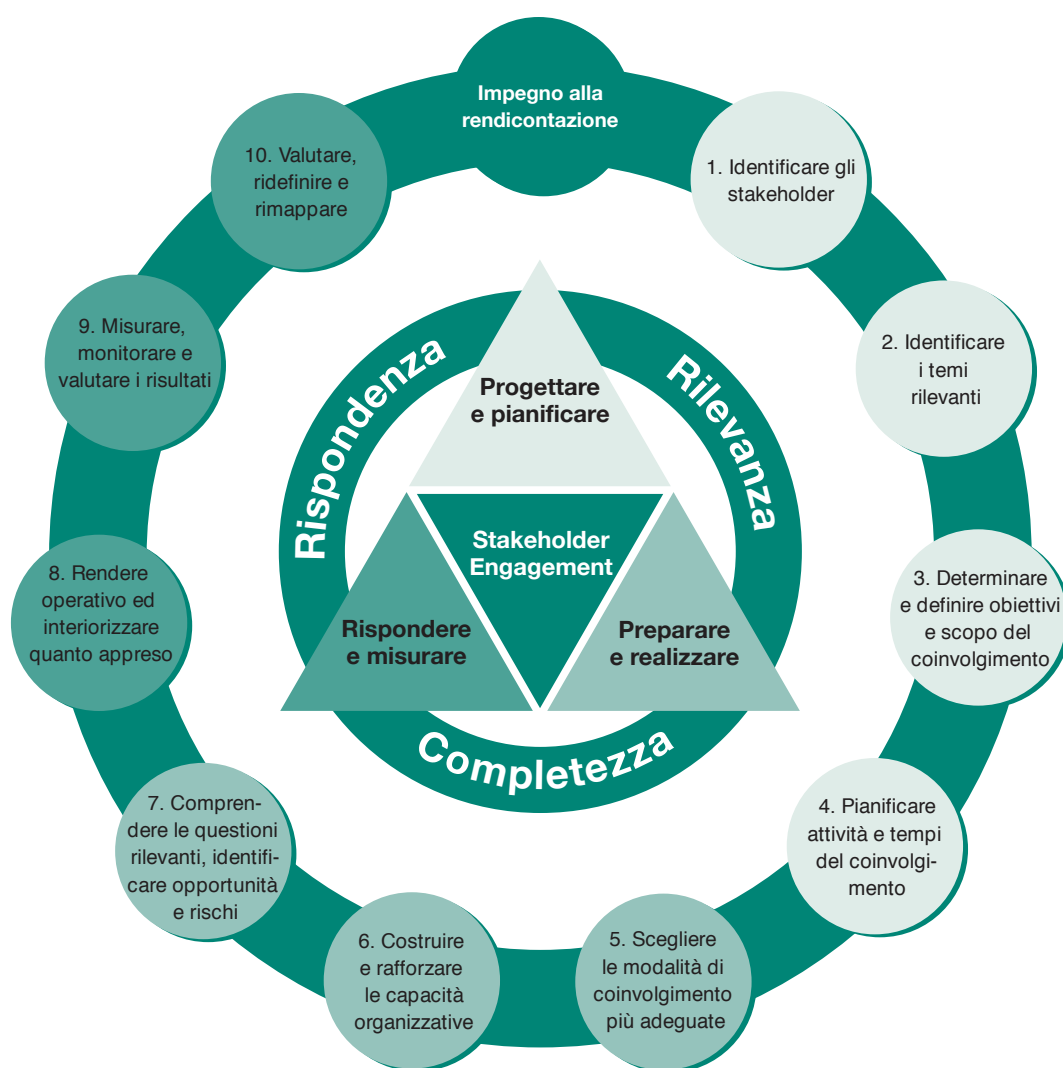 Impegno alla
rendicontazione
1. Identificare gli
stakeholder
2. Identificare
i temi
rilevanti
3. Determinare
e definire obiettivi
e scopo del
coinvolgimento
4. Pianificare
attività e tempi
del coinvolgi-
mento
5. Scegliere
le modalità di
coinvolgimento
più adeguate
6. Costruire
e rafforzare
le capacità
organizzative
7. Compren-
dere le questioni
rilevanti, identifi-
care opportunità
e rischi
8. Rendere
operativo ed
interiorizzare
quanto appreso
9. Misurare,
monitorare e
valutare i risultati
10. Valutare,
ridefinire e
rimappare
Rispondenza
Rilevanza
Completezza
Progettare
e pianificare
Stakeholder
Engagement
Rispondere
e misurare
Preparare
e realizzare